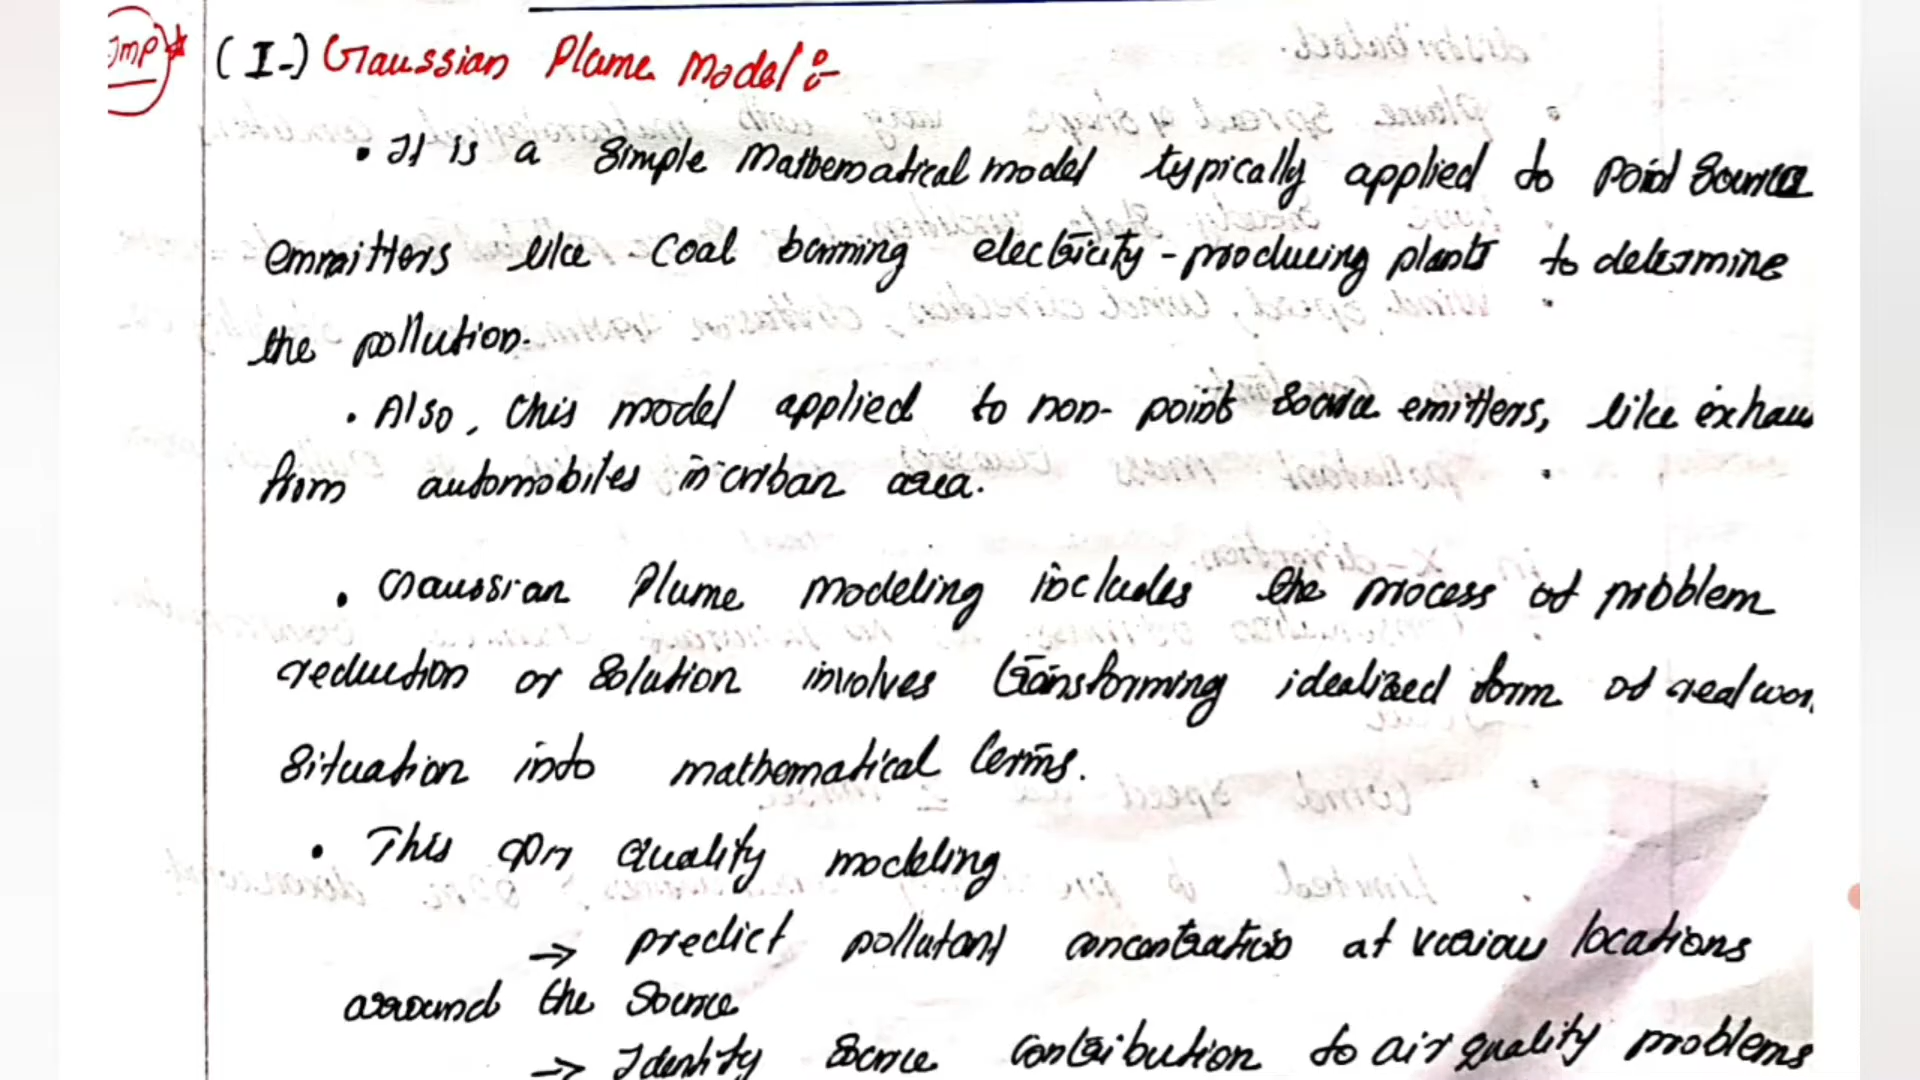 Imp * (I-) Gaussian Plume Model :-
• It is a simple Mathematical model typically applied to point source
emmitters like coal burning electricity-producing plants to determine
the pollution.
• Also, this model applied to non-point source emitters, like exhaus
from automobiles in urban area.
• Gaussian Plume modeling includes the process of problem
reduction or solution involves transforming idealized form of real wor
situation into mathematical terms.
• This air quality modeling
→ predict pollutant concentration at various locations
around the source
→ Identify source contribution to air quality problems